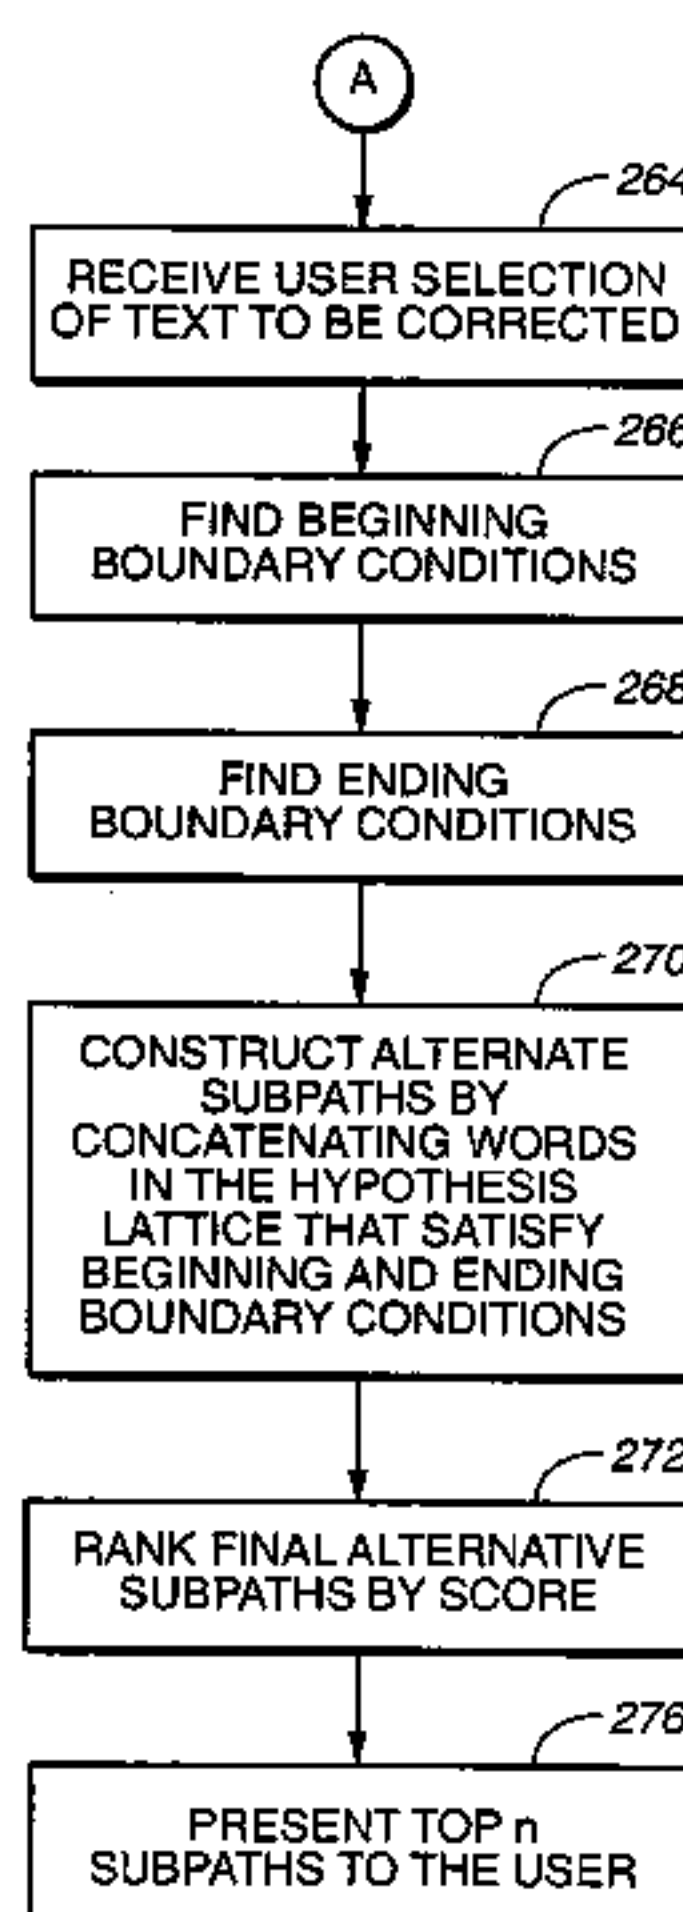 A
264
RECEIVE USER SELECTION
OF TEXT TO BE CORRECTED
266
FIND BEGINNING
BOUNDARY CONDITIONS
268
FIND ENDING
BOUNDARY CONDITIONS
270
CONSTRUCT ALTERNATE
SUBPATHS BY
CONCATENATING WORDS
IN THE HYPOTHESIS
LATTICE THAT SATISFY
BEGINNING AND ENDING
BOUNDARY CONDITIONS
272
RANK FINAL ALTERNATIVE
SUBPATHS BY SCORE
276
PRESENT TOP n
SUBPATHS TO THE USER